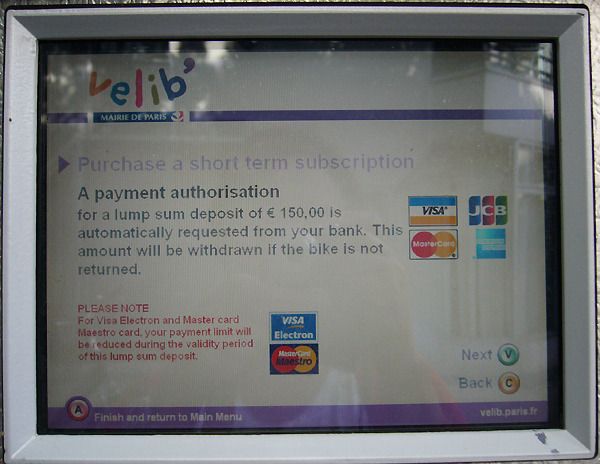 velib'
MAIRIE DE PARIS
Purchase a short term subscription
A payment authorisation
for a lump sum deposit of € 150,00 is
automatically requested from your bank. This
amount will be withdrawn if the bike is not
returned.
VISA JCB
MasterCard
PLEASE NOTE
For Visa Electron and Master card
Maestro card, your payment limit will
be reduced during the validity period
of this lump sum deposit.
VISA
Electron
MasterCard
Maestro
Next V
Back C
A Finish and return to Main Menu
velib.paris.fr